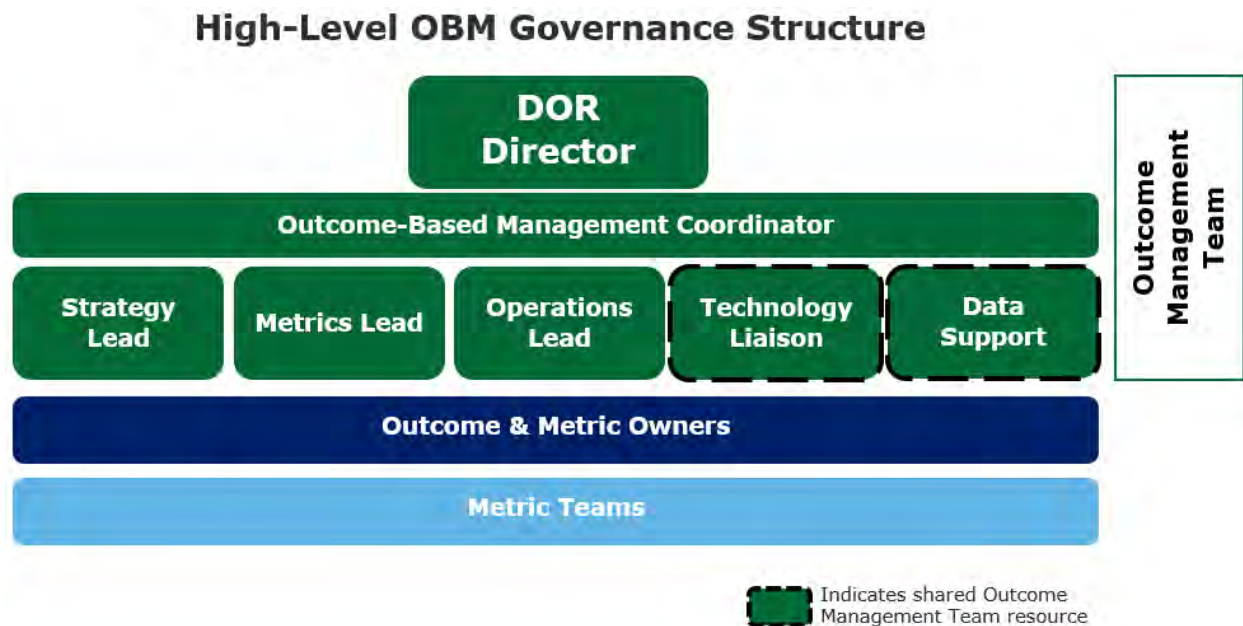 High-Level OBM Governance Structure
DOR
Director
Outcome-Based Management Coordinator
Strategy
Lead
Metrics Lead
Operations
Lead
Technology
Liaison
Data
Support
Outcome
Management
Team
Outcome & Metric Owners
Metric Teams
Indicates shared Outcome
Management Team resource